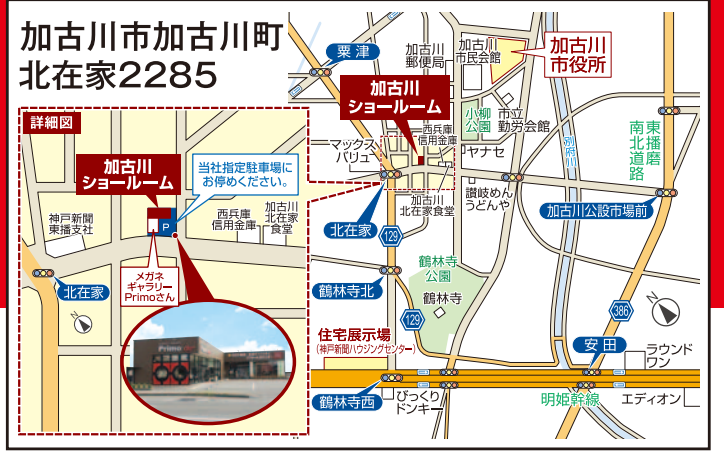 加古川市加古川町
北在家2285
詳細図
加古川
ショールーム
当社指定駐車場に
お停めください。
神戸新聞
東播支社
西兵庫
信用金庫
加古川
北在家
食堂
P
メガネ
ギャラリー
Primoさん
北在家
N
Primo
粟津
加古川
郵便局
加古川
市民会館
加古川
市役所
加古川
ショールーム
小柳
公園
市立
勤労会館
別府川
東播磨
南北道路
マックス
バリュ
西兵庫
信用金庫
ヤナセ
加古川
北在家食堂
讃岐めん
うどんや
加古川公設市場前
北在家
129
鶴林寺
公園
鶴林寺
鶴林寺北
129
386
N
住宅展示場
(神戸新聞ハウジングセンター)
安田
ラウンド
ワン
鶴林寺西
びっくり
ドンキー
明姫幹線
エディオン